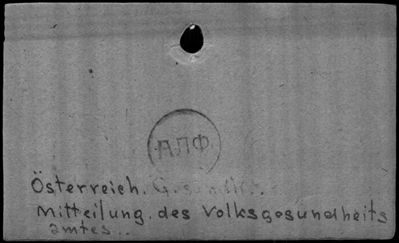 АПФ
Österreich.
Mitteilung. des Volksgesundheits
amtes..